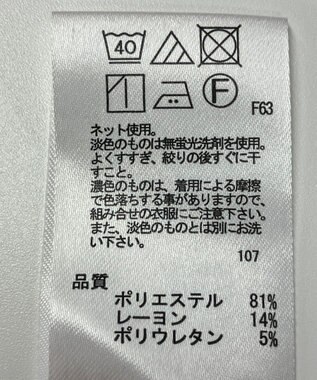 40
F
F63
ネット使用。
淡色のものは無蛍光洗剤を使用。
よくすすぎ、絞りの後すぐに干
すこと。
濃色のものは、着用による摩擦
で色落ちする事がありますので、
組み合せの衣服にご注意下さい。
また、淡色のものとは別にお洗
い下さい。
107
品質
ポリエステル 81%
レーヨン 14%
ポリウレタン 5%